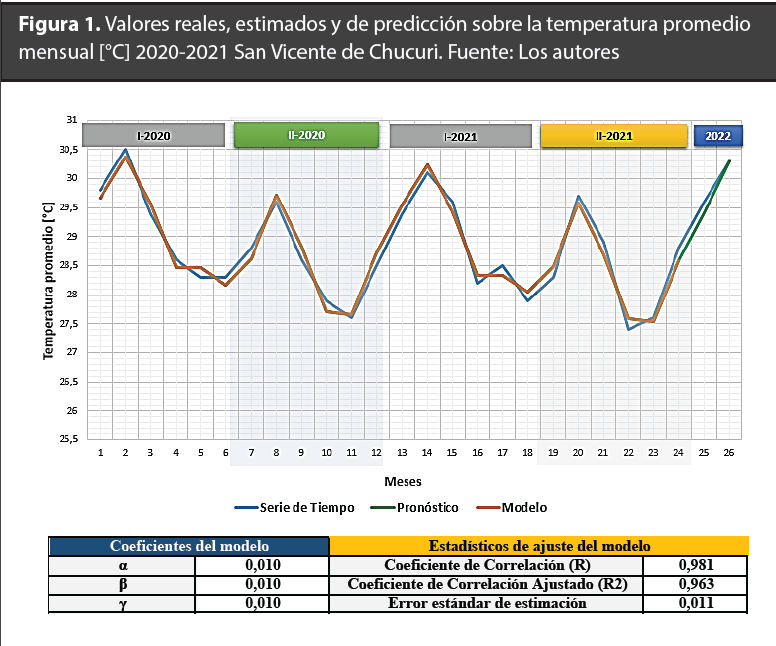 Figura 1. Valores reales, estimados y de predicción sobre la temperatura promedio
mensual [°C] 2020-2021 San Vicente de Chucuri. Fuente: Los autores
31
30,5
30
29,5
29
28,5
28
27,5
27
26,5
26
25,5
Temperatura promedio [°C]
I-2020
II-2020
I-2021
II-2021
2022
1 2 3 4 5 6 7 8 9 10 11 12 13 14 15 16 17 18 19 20 21 22 23 24 25 26
Meses
Serie de Tiempo Pronóstico Modelo
Coeficientes del modelo Estadísticos de ajuste del modelo
α 0,010 Coeficiente de Correlación (R) 0,981
β 0,010 Coeficiente de Correlación Ajustado (R2) 0,963
γ 0,010 Error estándar de estimación 0,011